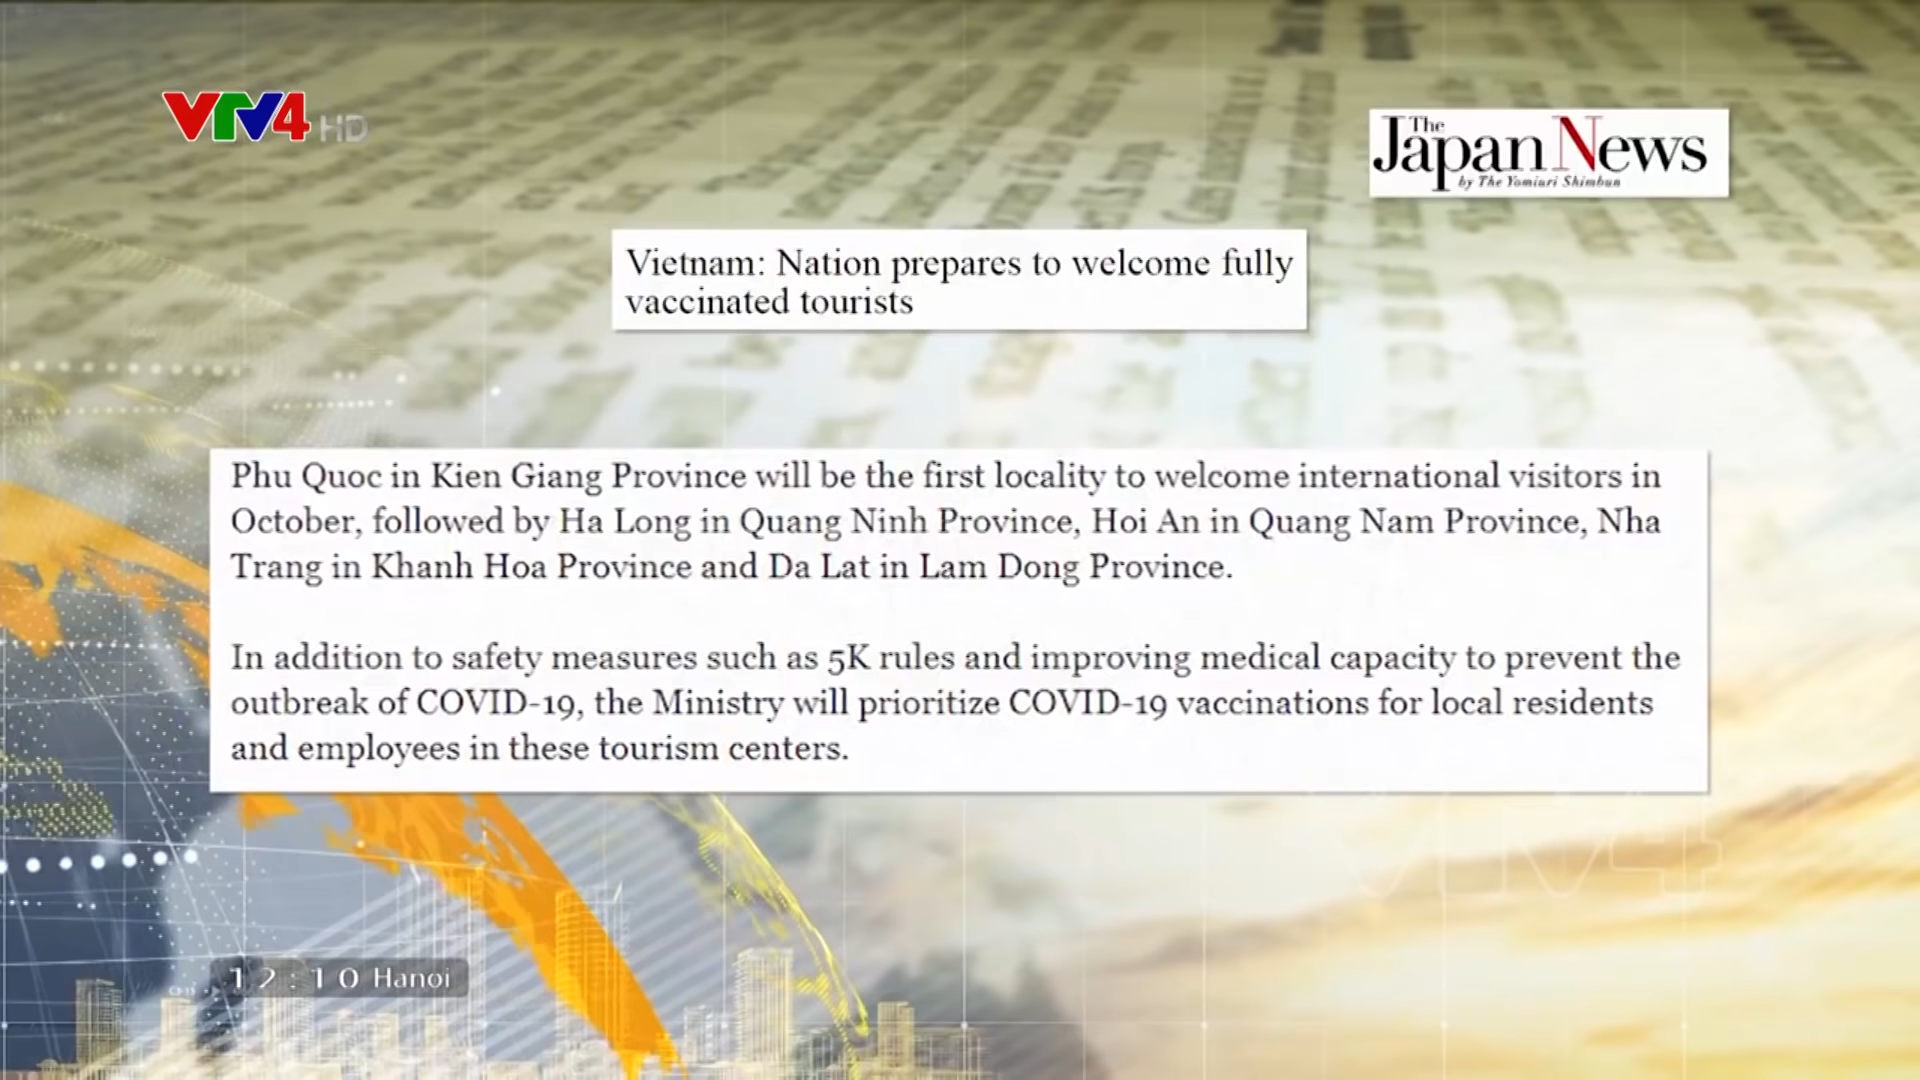 VTV4 HD
The Japan News
by The Yomiuri Shimbun
Vietnam: Nation prepares to welcome fully
vaccinated tourists
Phu Quoc in Kien Giang Province will be the first locality to welcome international visitors in
October, followed by Ha Long in Quang Ninh Province, Hoi An in Quang Nam Province, Nha
Trang in Khanh Hoa Province and Da Lat in Lam Dong Province.
In addition to safety measures such as 5K rules and improving medical capacity to prevent the
outbreak of COVID-19, the Ministry will prioritize COVID-19 vaccinations for local residents
and employees in these tourism centers.
VTV4
12:10 Hanoi